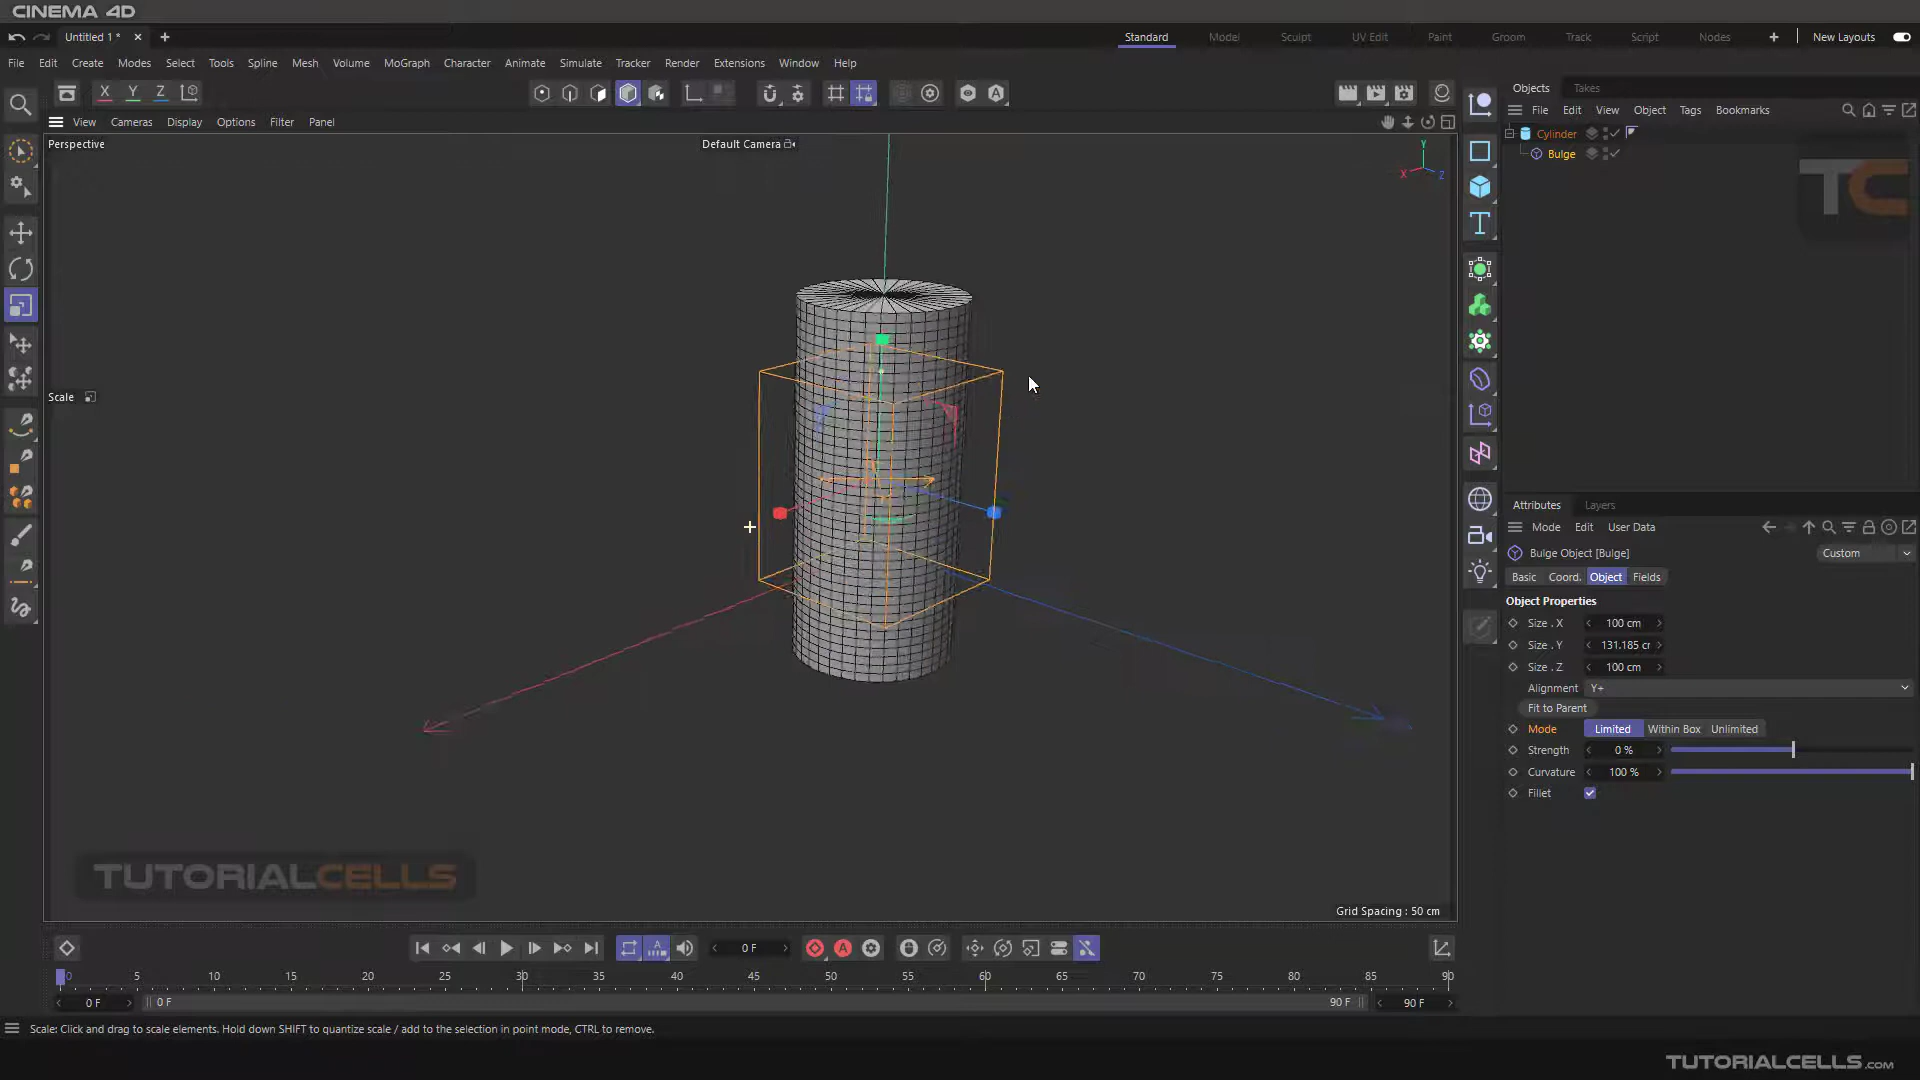 CINEMA 4D
Untitled 1 *
Standard Model Sculpt UV Edit Paint Groom Track Script Nodes New Layouts
File Edit Create Modes Select Tools Spline Mesh Volume MoGraph Character Animate Simulate Tracker Render Extensions Window Help
X Y Z
Objects Takes
File Edit View Object Tags Bookmarks
View Cameras Display Options Filter Panel
Perspective
Default Camera
Y
X
Z
Cylinder
Bulge
TC
Scale
Attributes Layers
Mode Edit User Data
Bulge Object [Bulge]
Custom
Basic Coord. Object Fields
Object Properties
Size . X 100 cm
Size . Y 131.185 cr
Size . Z 100 cm
Alignment Y+
Fit to Parent
Mode Limited Within Box Unlimited
Strength 0 %
Curvature 100 %
Fillet
TUTORIALCELLS
Grid Spacing : 50 cm
0 F
0 5 10 15 20 25 30 35 40 45 50 55 60 65 70 75 80 85 90
0 F 0 F 90 F 90 F
Scale: Click and drag to scale elements. Hold down SHIFT to quantize scale / add to the selection in point mode, CTRL to remove.
TUTORIALCELLS.com